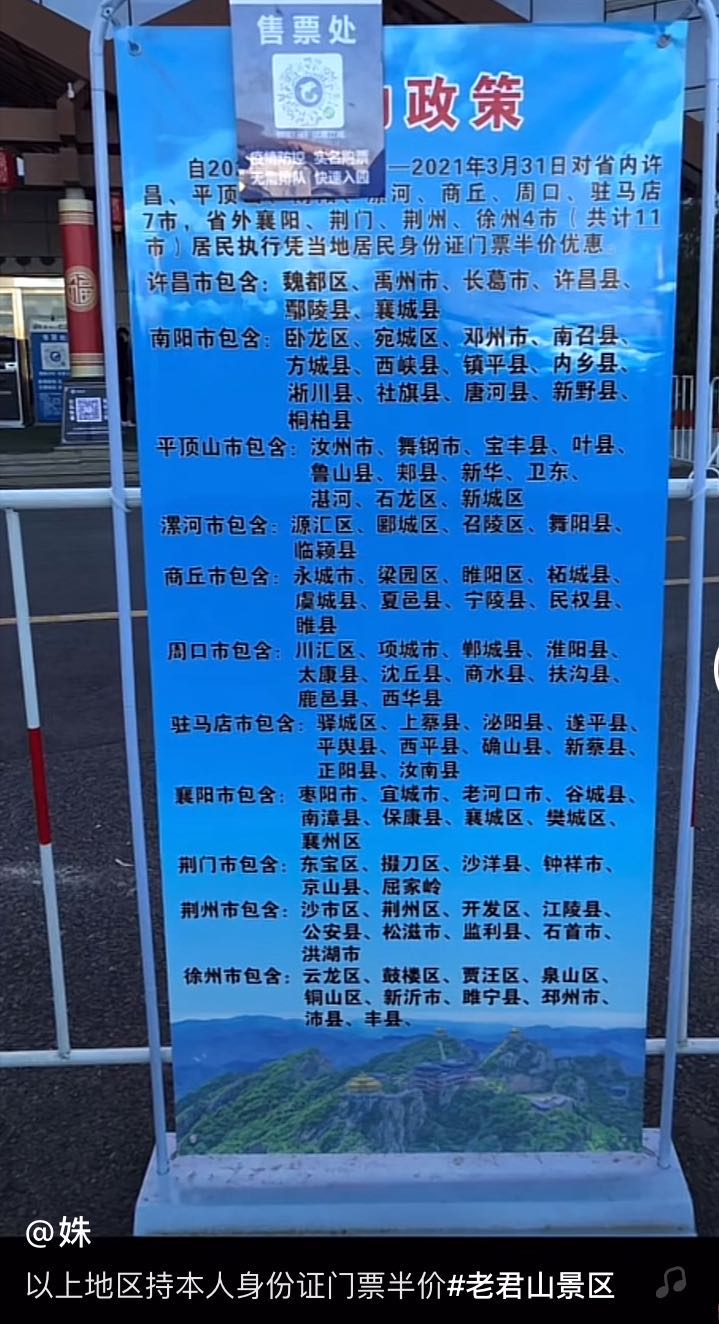 售票处
疫情防控 实名购票
无需排队 快速入园
政策
自20 —2021年3月31日对省内许
昌、平顶 漯河、商丘、周口、驻马店
7市，省外襄阳、荆门、荆州、徐州4市（共计11
市）居民执行凭当地居民身份证门票半价优惠
许昌市包含：魏都区、禹州市、长葛市、许昌县、
鄢陵县、襄城县
南阳市包含：卧龙区、宛城区、邓州市、南召县、
方城县、西峡县、镇平县、内乡县、
淅川县、社旗县、唐河县、新野县、
桐柏县
平顶山市包含：汝州市、舞钢市、宝丰县、叶县、
鲁山县、郏县、新华、卫东、
湛河、石龙区、新城区
漯河市包含：源汇区、郾城区、召陵区、舞阳县、
临颍县
商丘市包含：永城市、梁园区、睢阳区、柘城县、
虞城县、夏邑县、宁陵县、民权县、
睢县
周口市包含：川汇区、项城市、郸城县、淮阳县、
太康县、沈丘县、商水县、扶沟县、
鹿邑县、西华县
驻马店市包含：驿城区、上蔡县、泌阳县、遂平县、
平舆县、西平县、确山县、新蔡县、
正阳县、汝南县
襄阳市包含：枣阳市、宜城市、老河口市、谷城县、
南漳县、保康县、襄城区、樊城区、
襄州区
荆门市包含：东宝区、掇刀区、沙洋县、钟祥市、
京山县、屈家岭
荆州市包含：沙市区、荆州区、开发区、江陵县、
公安县、松滋市、监利县、石首市、
洪湖市
徐州市包含：云龙区、鼓楼区、贾汪区、泉山区、
铜山区、新沂市、睢宁县、邳州市、
沛县、丰县、
@姝
以上地区持本人身份证门票半价#老君山景区